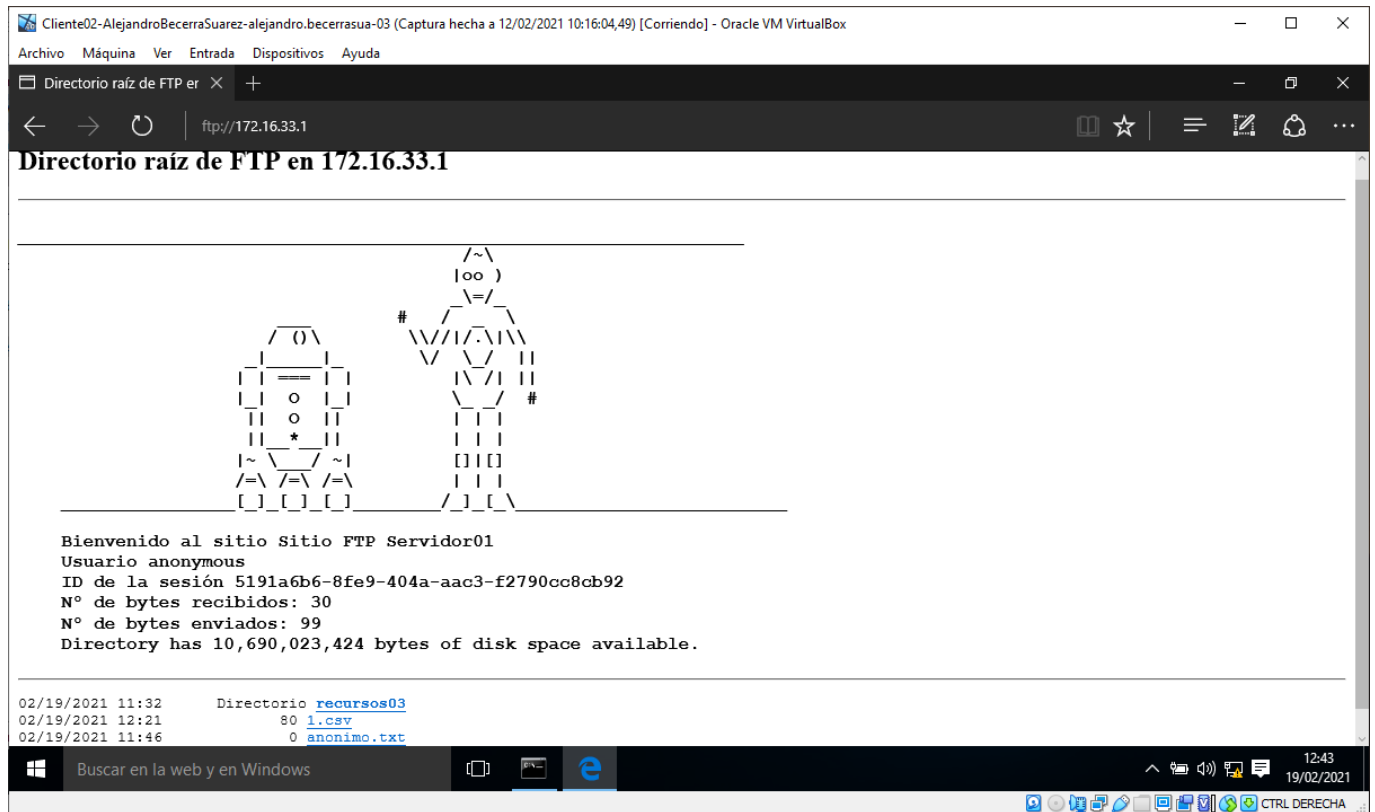 Cliente02-AlejandroBecerraSuarez-alejandro.becerrasua-03 (Captura hecha a 12/02/2021 10:16:04,49) [Corriendo] - Oracle VM VirtualBox
Archivo Máquina Ver Entrada Dispositivos Ayuda
Directorio raíz de FTP er
ftp://172.16.33.1
Directorio raíz de FTP en 172.16.33.1
Bienvenido al sitio Sitio FTP Servidor01
Usuario anonymous
ID de la sesión 5191a6b6-8fe9-404a-aac3-f2790cc8cb92
Nº de bytes recibidos: 30
Nº de bytes enviados: 99
Directory has 10,690,023,424 bytes of disk space available.
02/19/2021 11:32 Directorio recursos03
02/19/2021 12:21 80 1.csv
02/19/2021 11:46 0 anonimo.txt
Buscar en la web y en Windows
12:43
19/02/2021
CTRL DERECHA